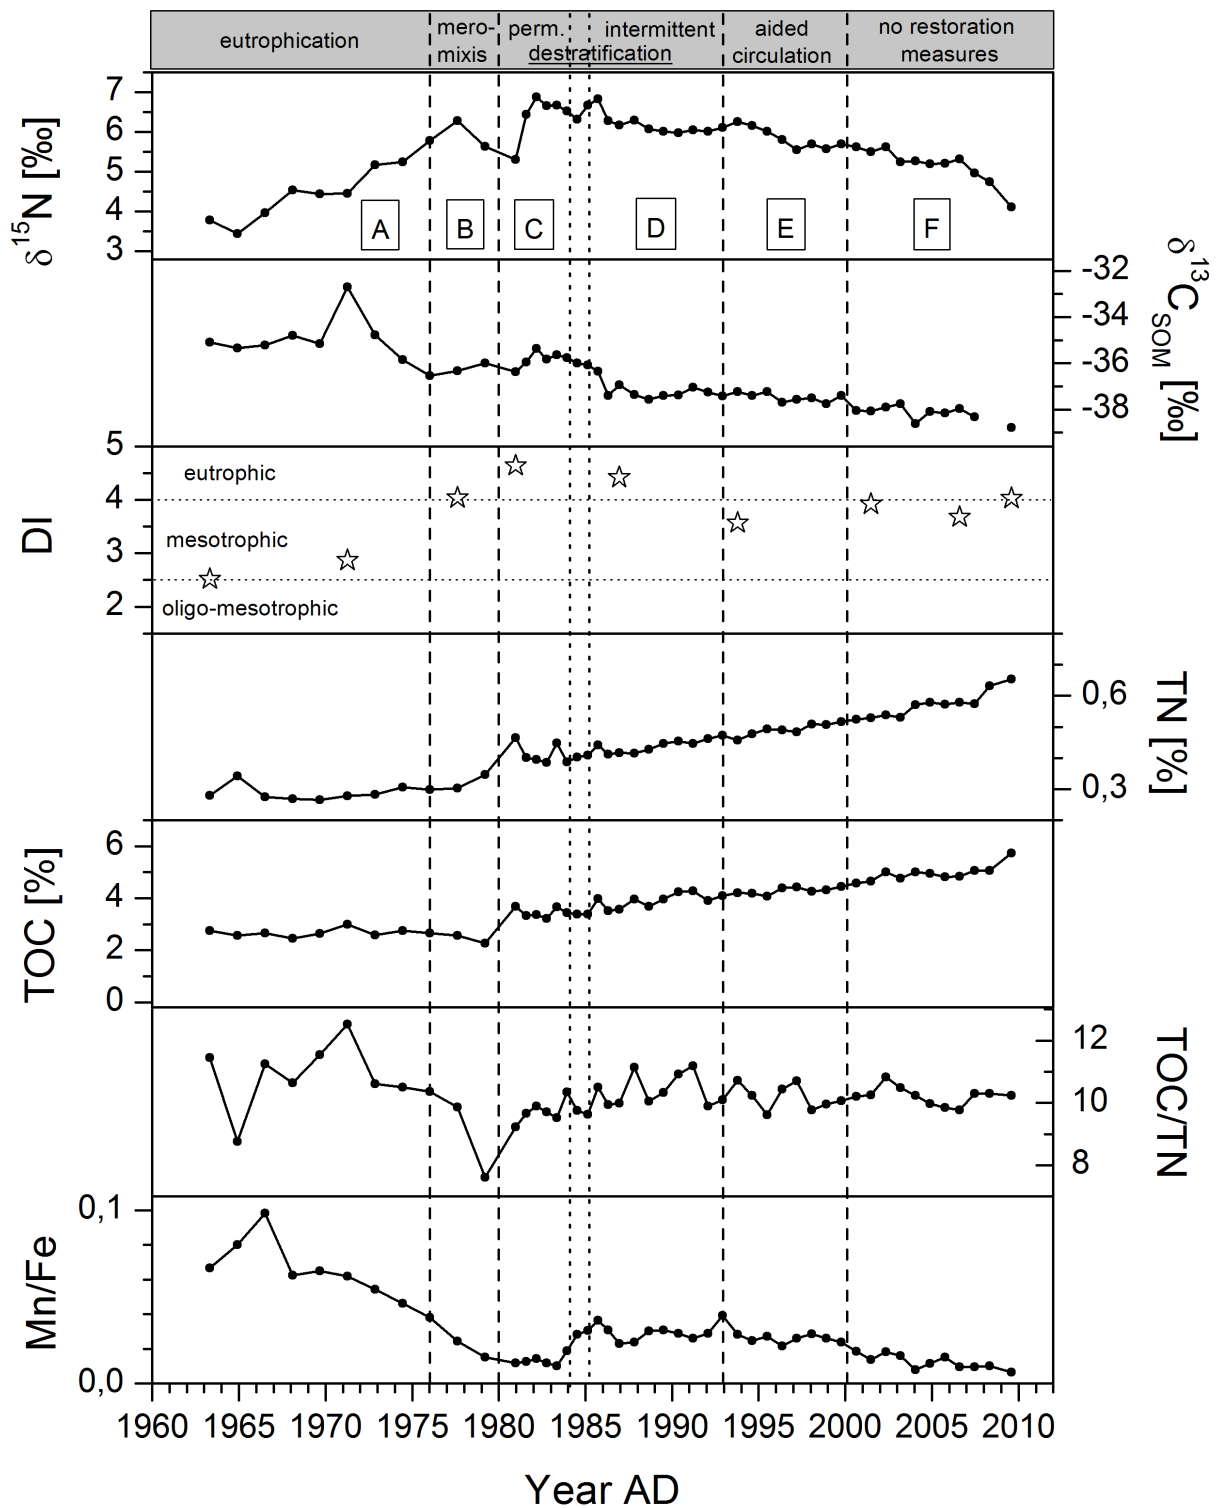 eutrophication
mero-
mixis
perm.
intermittent
destratification
aided
circulation
no restoration
measures
δ15N [‰]
7
6
5
4
3
A
B
C
D
E
F
δ13CSOM [‰]
-32
-34
-36
-38
DI
5
4
3
2
eutrophic
mesotrophic
oligo-mesotrophic
TN [%]
0,6
0,3
TOC [%]
6
4
2
0
TOC/TN
12
10
8
Mn/Fe
0,1
0,0
1960 1965 1970 1975 1980 1985 1990 1995 2000 2005 2010
Year AD